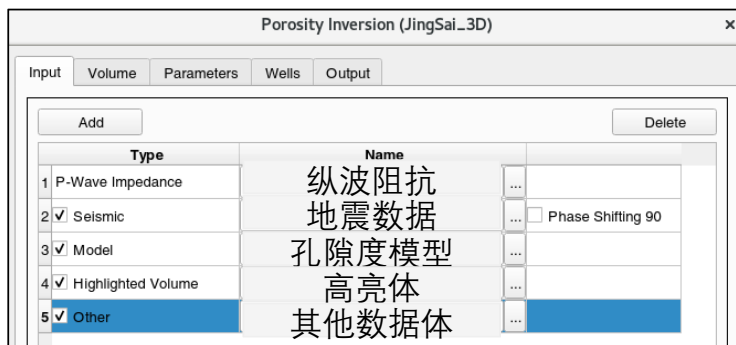 Porosity Inversion (JingSai_3D) ×
Input Volume Parameters Wells Output
Add Delete
Type Name
1 P-Wave Impedance 纵波阻抗 ...
2 Seismic 地震数据 ... Phase Shifting 90
3 Model 孔隙度模型 ...
4 Highlighted Volume 高亮体 ...
5 Other 其他数据体 ...